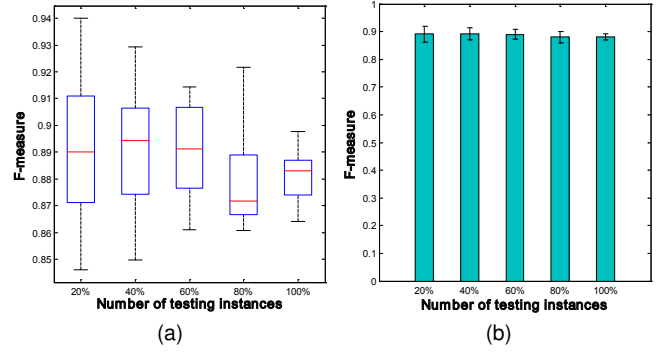 0.94
0.93
0.92
0.91
0.9
0.89
0.88
0.87
0.86
0.85
F-measure
20% 40% 60% 80% 100%
Number of testing instances
(a)
1
0.9
0.8
0.7
0.6
0.5
0.4
0.3
0.2
0.1
0
F-measure
20% 40% 60% 80% 100%
Number of testing instances
(b)